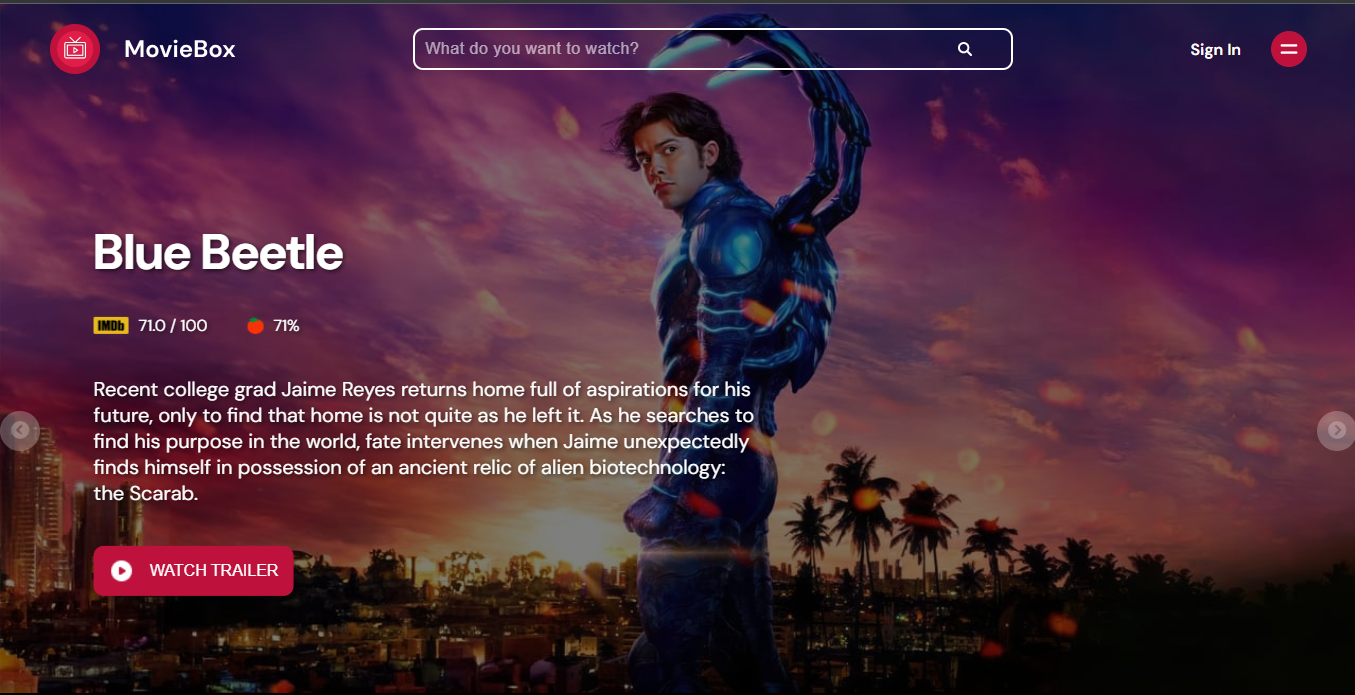 MovieBox
What do you want to watch?
Sign In
Blue Beetle
IMDb 71.0 / 100 71%
Recent college grad Jaime Reyes returns home full of aspirations for his
future, only to find that home is not quite as he left it. As he searches to
find his purpose in the world, fate intervenes when Jaime unexpectedly
finds himself in possession of an ancient relic of alien biotechnology:
the Scarab.
WATCH TRAILER